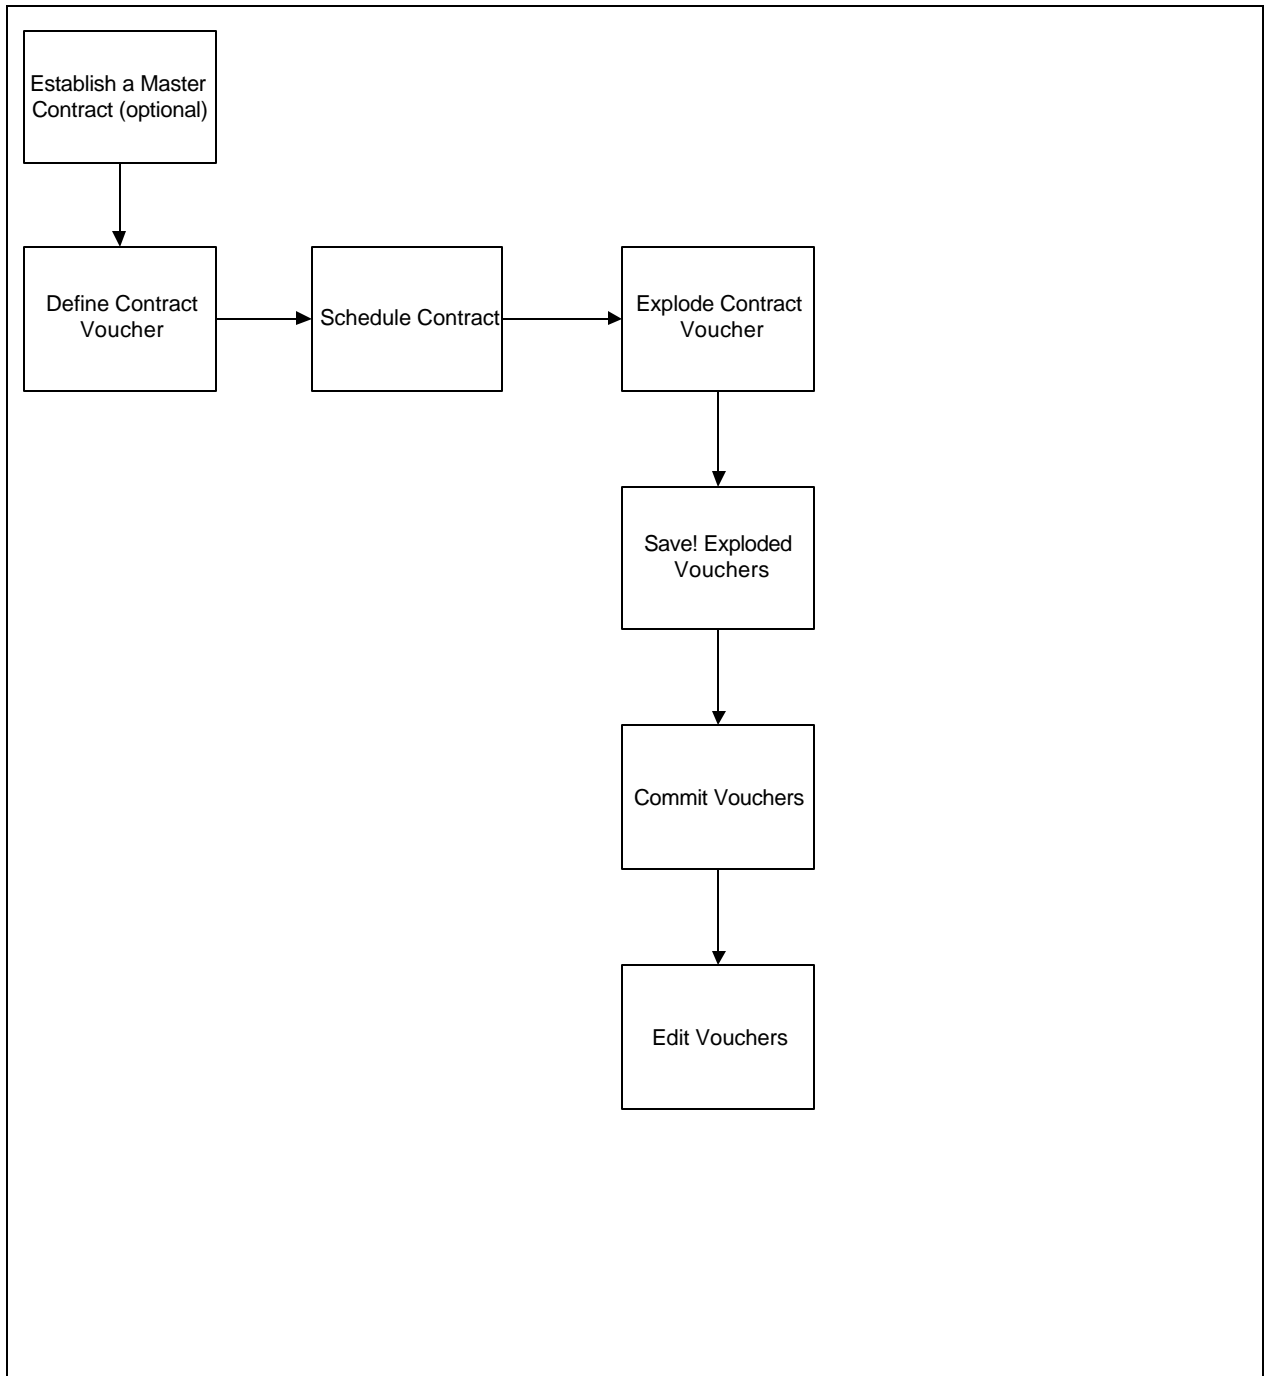 Establish a Master
Contract (optional)
Define Contract
Voucher
Schedule Contract
Explode Contract
Voucher
Save! Exploded
Vouchers
Commit Vouchers
Edit Vouchers